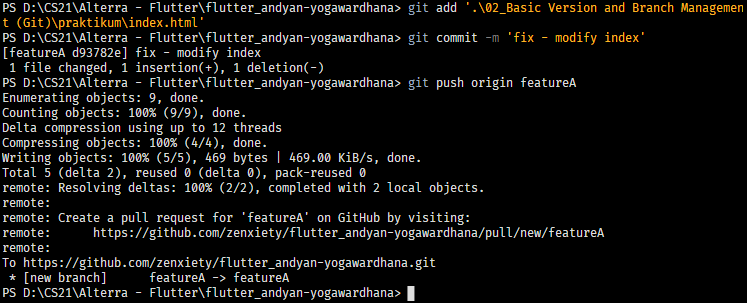 PS D:\CS21\Alterra - Flutter\flutter_andyan-yogawardhana> git add '.\02_Basic Version and Branch Managemen
t (Git)\praktikum\index.html'
PS D:\CS21\Alterra - Flutter\flutter_andyan-yogawardhana> git commit -m 'fix - modify index'
[featureA d93782e] fix - modify index
 1 file changed, 1 insertion(+), 1 deletion(-)
PS D:\CS21\Alterra - Flutter\flutter_andyan-yogawardhana> git push origin featureA
Enumerating objects: 9, done.
Counting objects: 100% (9/9), done.
Delta compression using up to 12 threads
Compressing objects: 100% (4/4), done.
Writing objects: 100% (5/5), 469 bytes | 469.00 KiB/s, done.
Total 5 (delta 2), reused 0 (delta 0), pack-reused 0
remote: Resolving deltas: 100% (2/2), completed with 2 local objects.
remote:
remote: Create a pull request for 'featureA' on GitHub by visiting:
remote:      https://github.com/zenxiety/flutter_andyan-yogawardhana/pull/new/featureA
remote:
To https://github.com/zenxiety/flutter_andyan-yogawardhana.git
 * [new branch]      featureA -> featureA
PS D:\CS21\Alterra - Flutter\flutter_andyan-yogawardhana>